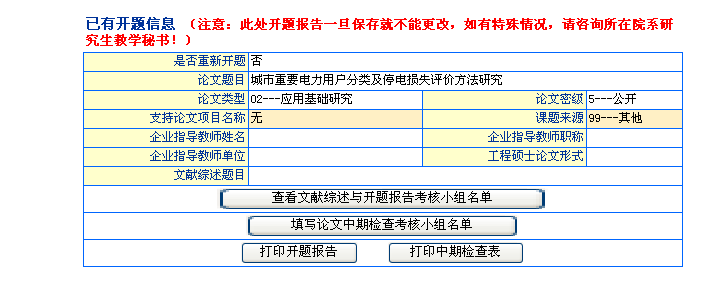 已有开题信息 （注意：此处开题报告一旦保存就不能更改，如有特殊情况，请咨询所在院系研
究生教学秘书！）
是否重新开题 否
论文题目 城市重要电力用户分类及停电损失评价方法研究
论文类型 02---应用基础研究 论文密级 5---公开
支持论文项目名称 无 课题来源 99---其他
企业指导教师姓名 企业指导教师职称
企业指导教师单位 工程硕士论文形式
文献综述题目
查看文献综述与开题报告考核小组名单
填写论文中期检查考核小组名单
打印开题报告 打印中期检查表